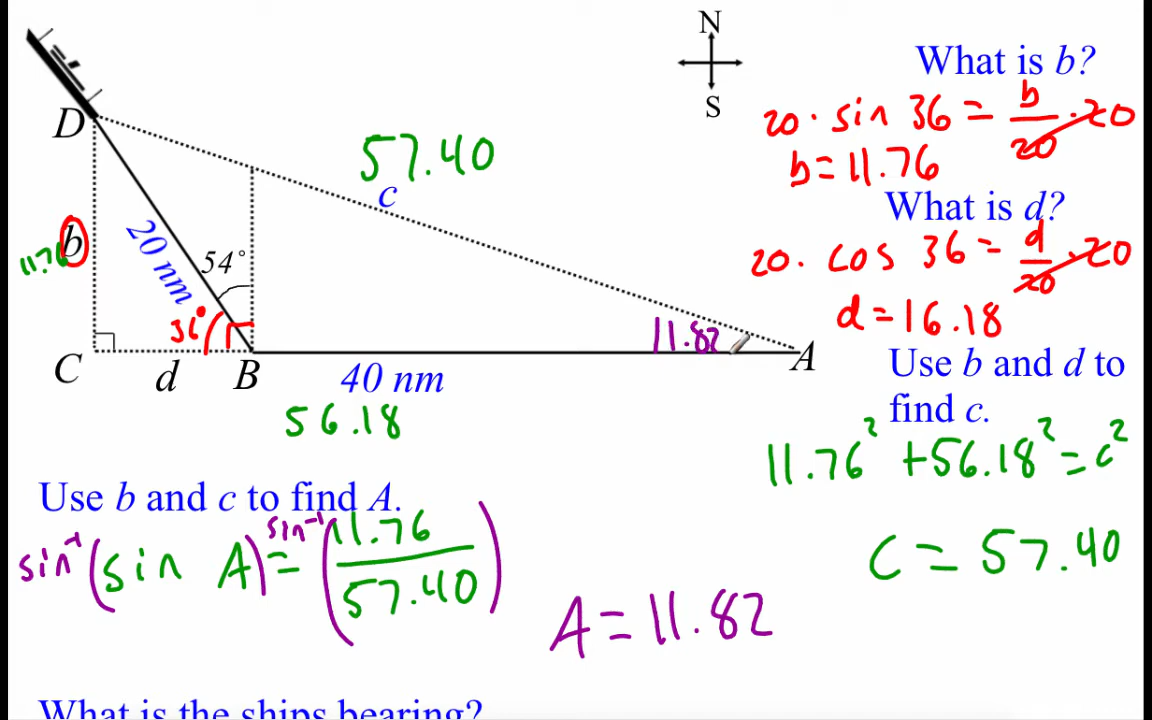 N
S
D
57.40
c
b
11.76
20 nm
54°
36°
11.82
C
d
B
40 nm
A
56.18
What is b?
20 · sin 36 = b/20 · 20
b = 11.76
What is d?
20 · cos 36 = d/20 · 20
d = 16.18
Use b and d to
find c.
11.76² + 56.18² = c²
c = 57.40
Use b and c to find A.
sin⁻¹(sin A) = sin⁻¹(11.76/57.40)
A = 11.82
What is the ships bearing?